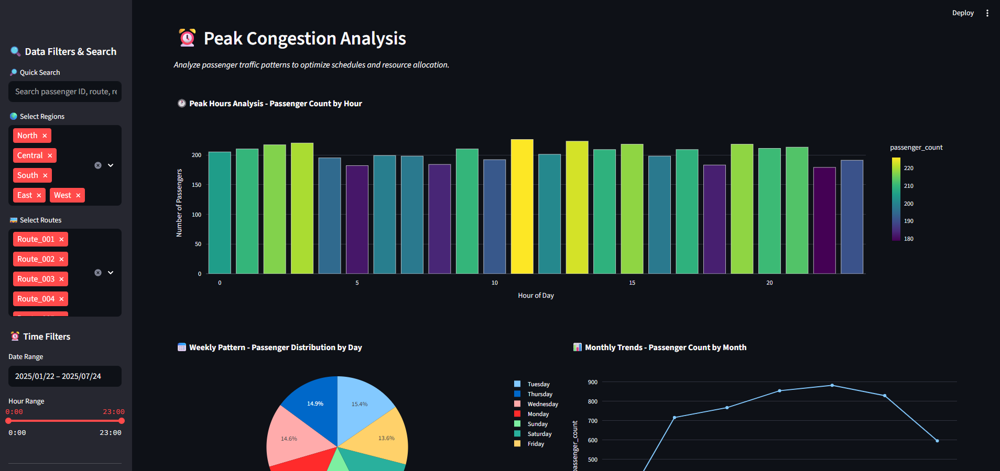 Deploy
Data Filters & Search
Quick Search
Search passenger ID, route, re
Select Regions
North ×
Central ×
South ×
East × West ×
Select Routes
Route_001 ×
Route_002 ×
Route_003 ×
Route_004 ×
Time Filters
Date Range
2025/01/22 – 2025/07/24
Hour Range
0:00 23:00
0:00 23:00
Peak Congestion Analysis
Analyze passenger traffic patterns to optimize schedules and resource allocation.
Peak Hours Analysis - Passenger Count by Hour
Number of Passengers
200
150
100
50
0
0 5 10 15 20
Hour of Day
passenger_count
220
210
200
190
180
Weekly Pattern - Passenger Distribution by Day
14.9% 15.4%
14.6% 13.6%
Tuesday
Thursday
Wednesday
Monday
Sunday
Saturday
Friday
Monthly Trends - Passenger Count by Month
passenger_count
900
800
700
600
500